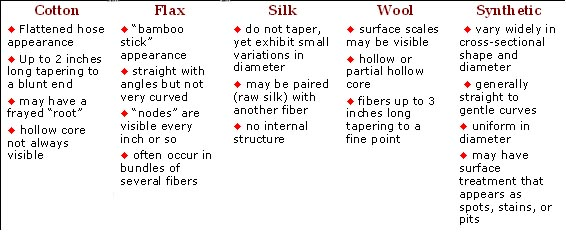 Cotton
◆ Flattened hose
appearance
◆ Up to 2 inches
long tapering to
a blunt end
◆ may have a
frayed “root”
◆ hollow core
not always
visible
Flax
◆ “bamboo
stick”
appearance
◆ straight with
angles but not
very curved
◆ “nodes” are
visible every
inch or so
◆ often occur in
bundles of
several fibers
Silk
◆ do not taper,
yet exhibit small
variations in
diameter
◆ may be paired
(raw silk) with
another fiber
◆ no internal
structure
Wool
◆ surface scales
may be visible
◆ hollow or
partial hollow
core
◆ fibers up to 3
inches long
tapering to a
fine point
Synthetic
◆ vary widely in
cross-sectional
shape and
diameter
◆ generally
straight to
gentle curves
◆ uniform in
diameter
◆ may have
surface
treatment that
appears as
spots, stains, or
pits